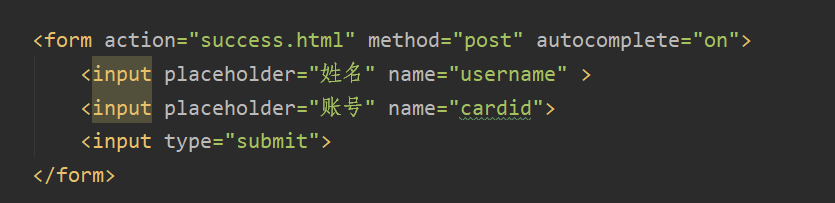 <form action="success.html" method="post" autocomplete="on">
    <input placeholder="姓名" name="username" >
    <input placeholder="账号" name="cardid">
    <input type="submit">
</form>